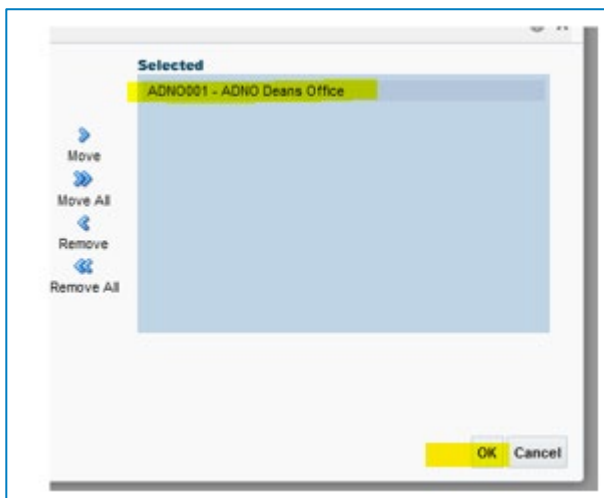 Selected
ADNO001 - ADNO Deans Office
Move
Move All
Remove
Remove All
OK Cancel